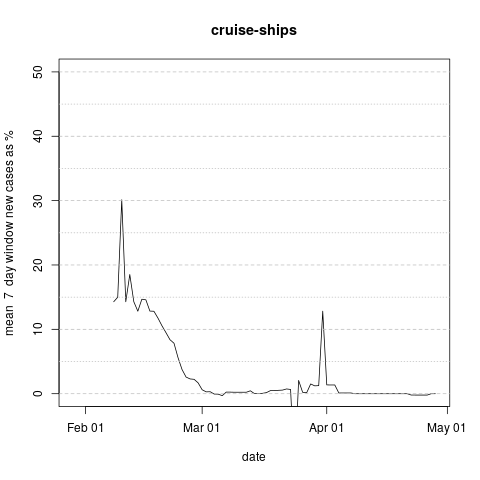 cruise-ships
mean 7 day window new cases as %
50
40
30
20
10
0
Feb 01
Mar 01
Apr 01
May 01
date